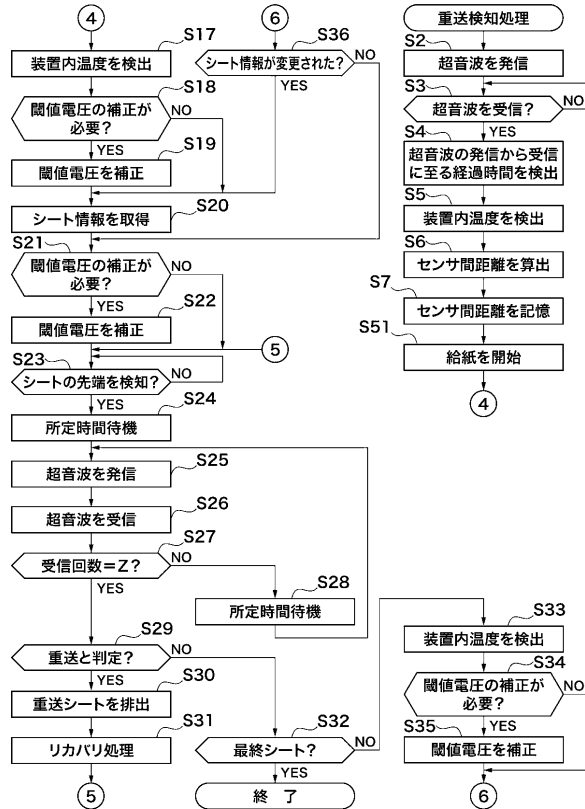 重送検知処理
S2
超音波を発信
S3
超音波を受信?
NO
YES
S4
超音波の発信から受信
に至る経過時間を検出
S5
装置内温度を検出
S6
センサ間距離を算出
S7
センサ間距離を記憶
S51
給紙を開始
④
④
S17
装置内温度を検出
S18
閾値電圧の補正が
必要?
NO
YES
S19
閾値電圧を補正
⑥
S36
シート情報が変更された?
NO
YES
S20
シート情報を取得
S21
閾値電圧の補正が
必要?
NO
YES
S22
閾値電圧を補正
⑤
S23
シートの先端を検知?
NO
YES
S24
所定時間待機
S25
超音波を発信
S26
超音波を受信
S27
受信回数=Z?
NO
YES
S28
所定時間待機
S29
重送と判定?
NO
YES
S30
重送シートを排出
S31
リカバリ処理
⑤
S32
最終シート?
NO
YES
終 了
S33
装置内温度を検出
S34
閾値電圧の補正が
必要?
NO
YES
S35
閾値電圧を補正
⑥